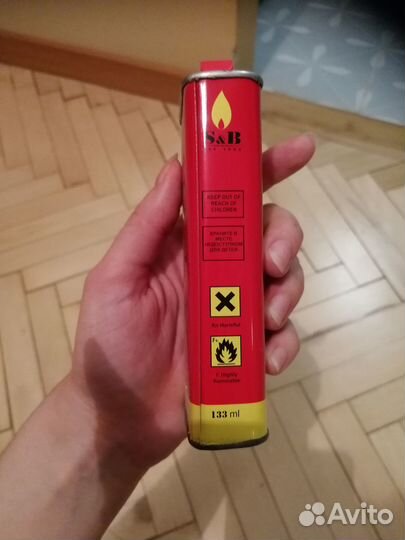 S&B
KEEP OUT OF
REACH OF
CHILDREN
ХРАНИТЕ В
МЕСТЕ,
НЕДОСТУПНОМ
ДЛЯ ДЕТЕЙ
Xn Harmful
F+
Highly
flammable
133 ml
Avito